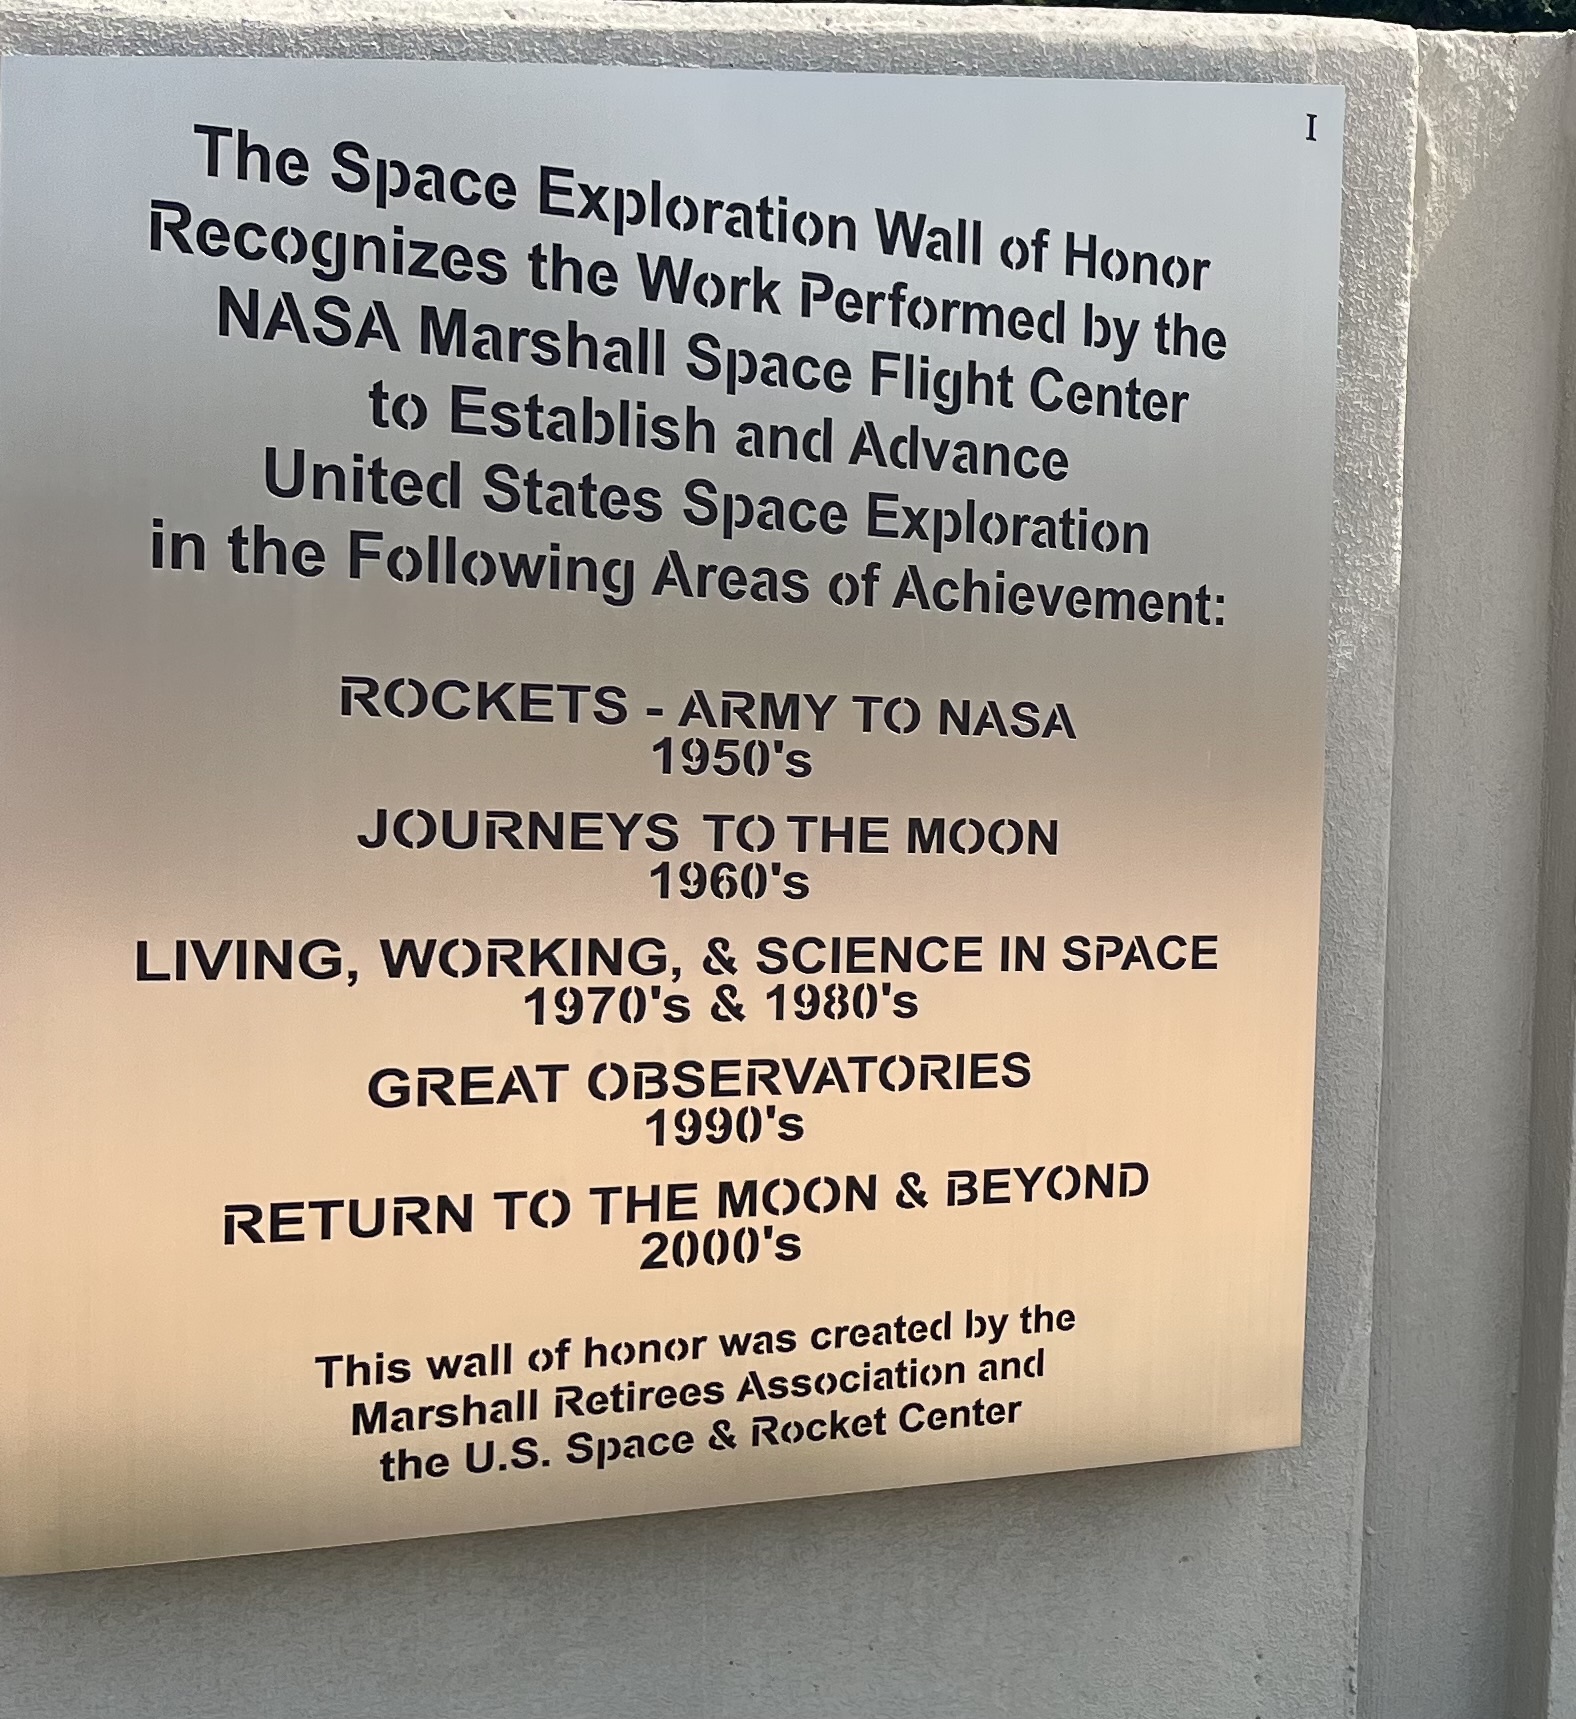 I
The Space Exploration Wall of Honor
Recognizes the Work Performed by the
NASA Marshall Space Flight Center
to Establish and Advance
United States Space Exploration
in the Following Areas of Achievement:
ROCKETS - ARMY TO NASA
1950's
JOURNEYS TO THE MOON
1960's
LIVING, WORKING, & SCIENCE IN SPACE
1970's & 1980's
GREAT OBSERVATORIES
1990's
RETURN TO THE MOON & BEYOND
2000's
This wall of honor was created by the
Marshall Retirees Association and
the U.S. Space & Rocket Center